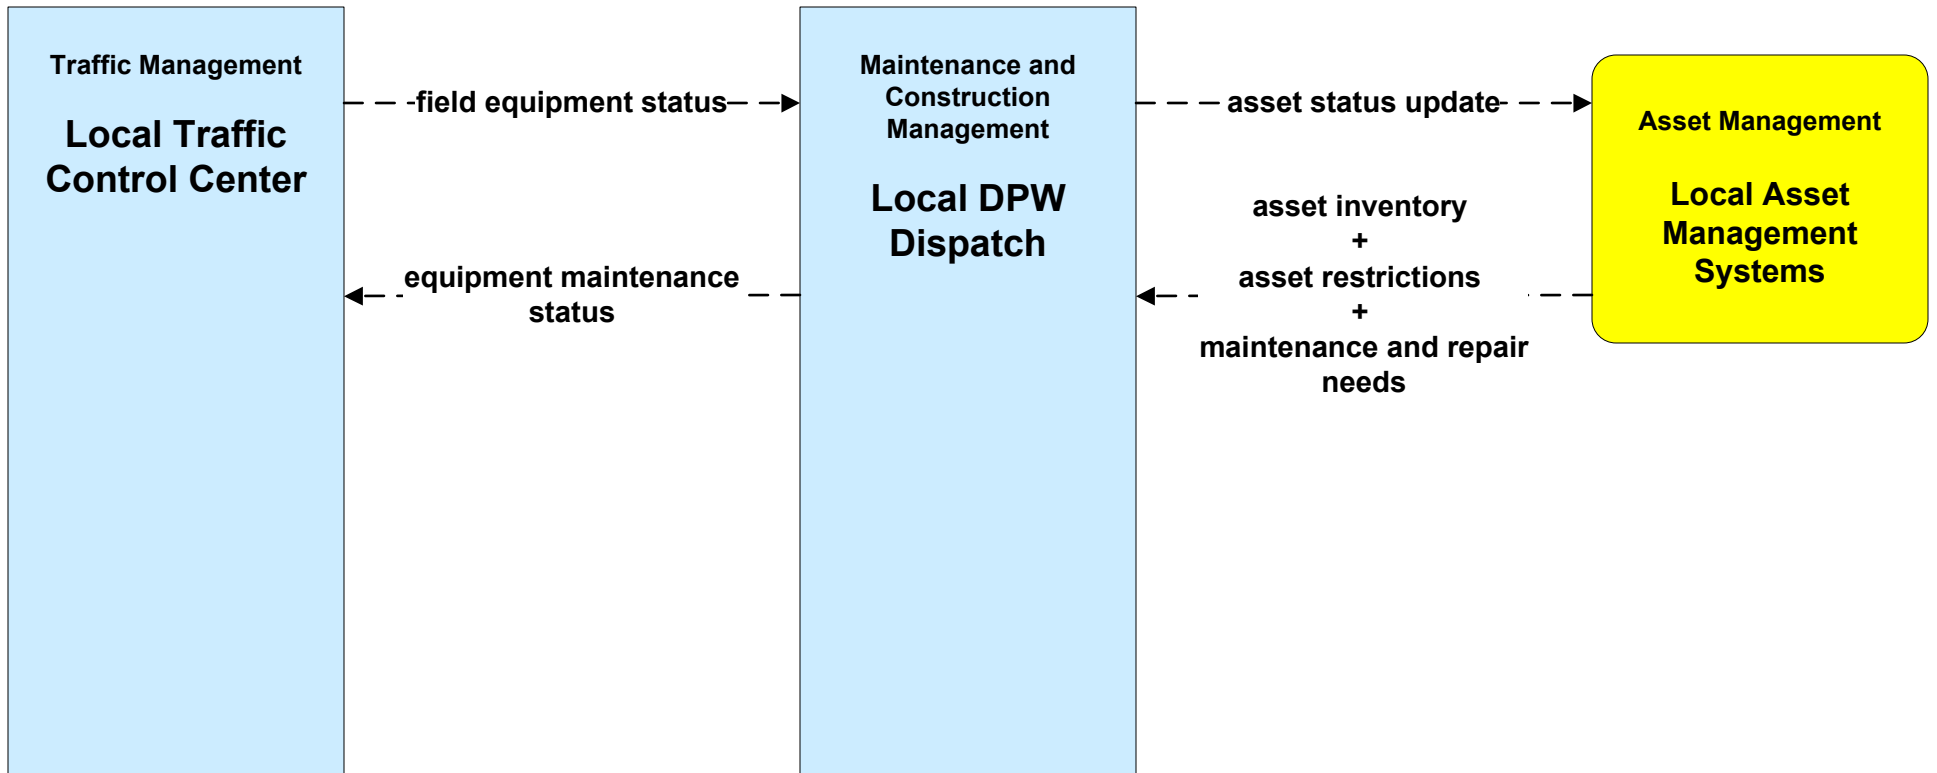 Traffic Management
Local Traffic
Control Center
field equipment status
equipment maintenance
status
Maintenance and
Construction
Management
Local DPW
Dispatch
asset status update
asset inventory
+
asset restrictions
+
maintenance and repair
needs
Asset Management
Local Asset
Management
Systems